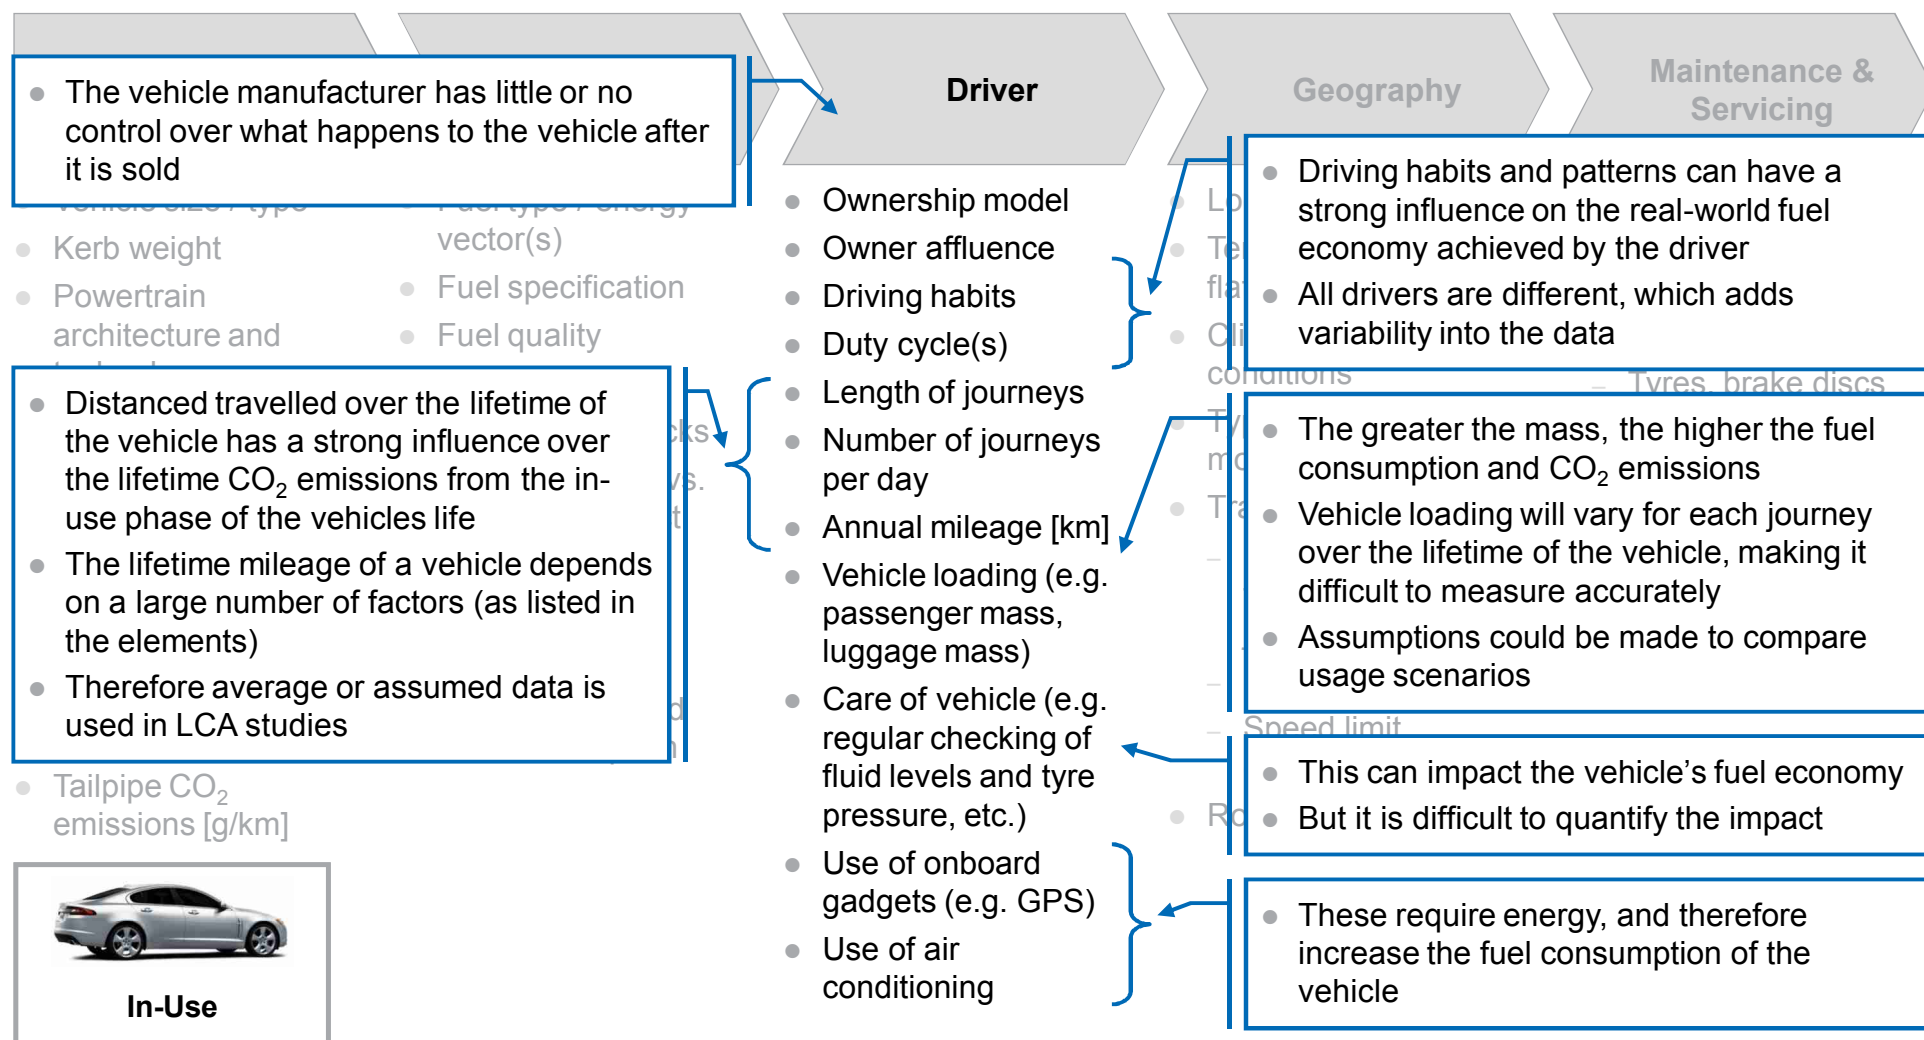 Driver
Geography
Maintenance &
Servicing
● The vehicle manufacturer has little or no
control over what happens to the vehicle after
it is sold
● Kerb weight
● Powertrain
architecture and
vector(s)
● Fuel specification
● Fuel quality
● Distanced travelled over the lifetime of
the vehicle has a strong influence over
the lifetime CO₂ emissions from the in-
use phase of the vehicles life
● The lifetime mileage of a vehicle depends
on a large number of factors (as listed in
the elements)
● Therefore average or assumed data is
used in LCA studies
● Tailpipe CO₂
emissions [g/km]
In-Use
● Ownership model
● Owner affluence
● Driving habits
● Duty cycle(s)
● Length of journeys
● Number of journeys
per day
● Annual mileage [km]
● Vehicle loading (e.g.
passenger mass,
luggage mass)
● Care of vehicle (e.g.
regular checking of
fluid levels and tyre
pressure, etc.)
● Use of onboard
gadgets (e.g. GPS)
● Use of air
conditioning
● Driving habits and patterns can have a
strong influence on the real-world fuel
economy achieved by the driver
● All drivers are different, which adds
variability into the data
conditions
– Tyres, brake discs
● The greater the mass, the higher the fuel
consumption and CO₂ emissions
● Vehicle loading will vary for each journey
over the lifetime of the vehicle, making it
difficult to measure accurately
● Assumptions could be made to compare
usage scenarios
– Speed limit
● This can impact the vehicle's fuel economy
● But it is difficult to quantify the impact
● These require energy, and therefore
increase the fuel consumption of the
vehicle